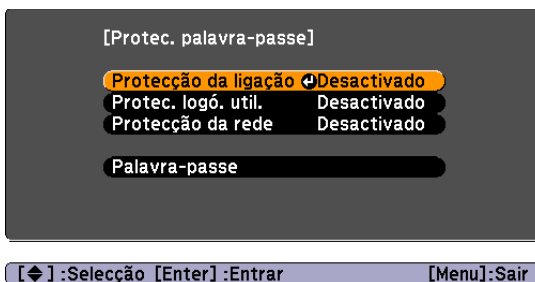 [Protec. palavra-passe]
Protecção da ligação Desactivado
Protec. logó. util. Desactivado
Protecção da rede Desactivado
Palavra-passe
[◆] :Selecção [Enter] :Entrar [Menu]:Sair